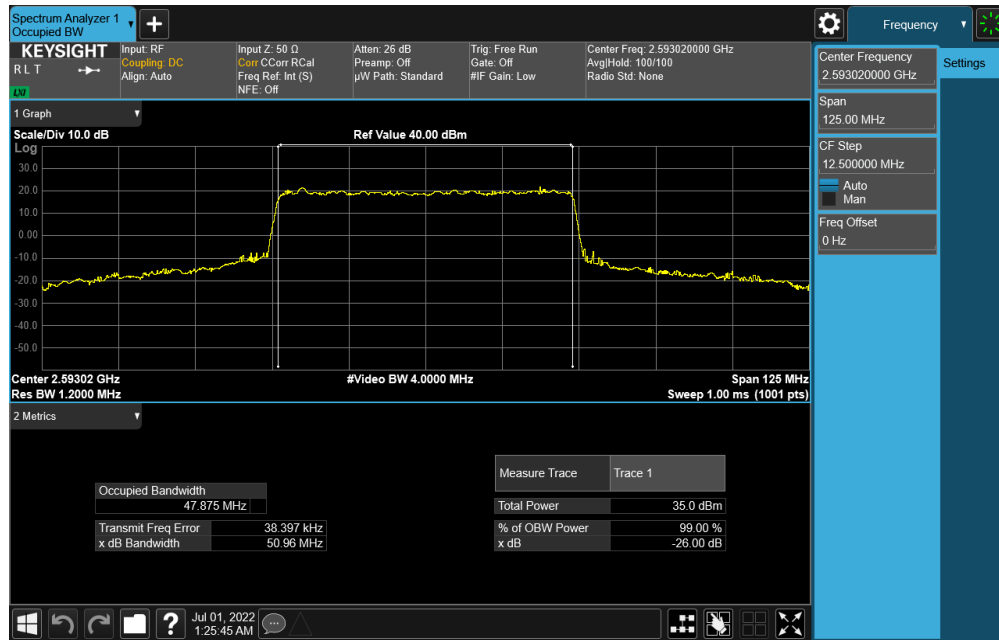 Spectrum Analyzer 1
Occupied BW
+
Frequency
KEYSIGHT
R L T
LXI
Input: RF
Coupling: DC
Align: Auto
Input Z: 50 Ω
Corr CCorr RCal
Freq Ref: Int (S)
NFE: Off
Atten: 26 dB
Preamp: Off
µW Path: Standard
Trig: Free Run
Gate: Off
#IF Gain: Low
Center Freq: 2.593020000 GHz
Avg|Hold: 100/100
Radio Std: None
Center Frequency
2.593020000 GHz
Settings
Span
125.00 MHz
CF Step
12.500000 MHz
Auto
Man
Freq Offset
0 Hz
1 Graph
Scale/Div 10.0 dB
Ref Value 40.00 dBm
Log
30.0
20.0
10.0
0.00
-10.0
-20.0
-30.0
-40.0
-50.0
Center 2.59302 GHz
#Video BW 4.0000 MHz
Span 125 MHz
Res BW 1.2000 MHz
Sweep 1.00 ms (1001 pts)
2 Metrics
Measure Trace
Trace 1
Occupied Bandwidth
47.875 MHz
Total Power
35.0 dBm
Transmit Freq Error
38.397 kHz
% of OBW Power
99.00 %
x dB Bandwidth
50.96 MHz
x dB
-26.00 dB
?
Jul 01, 2022
1:25:45 AM